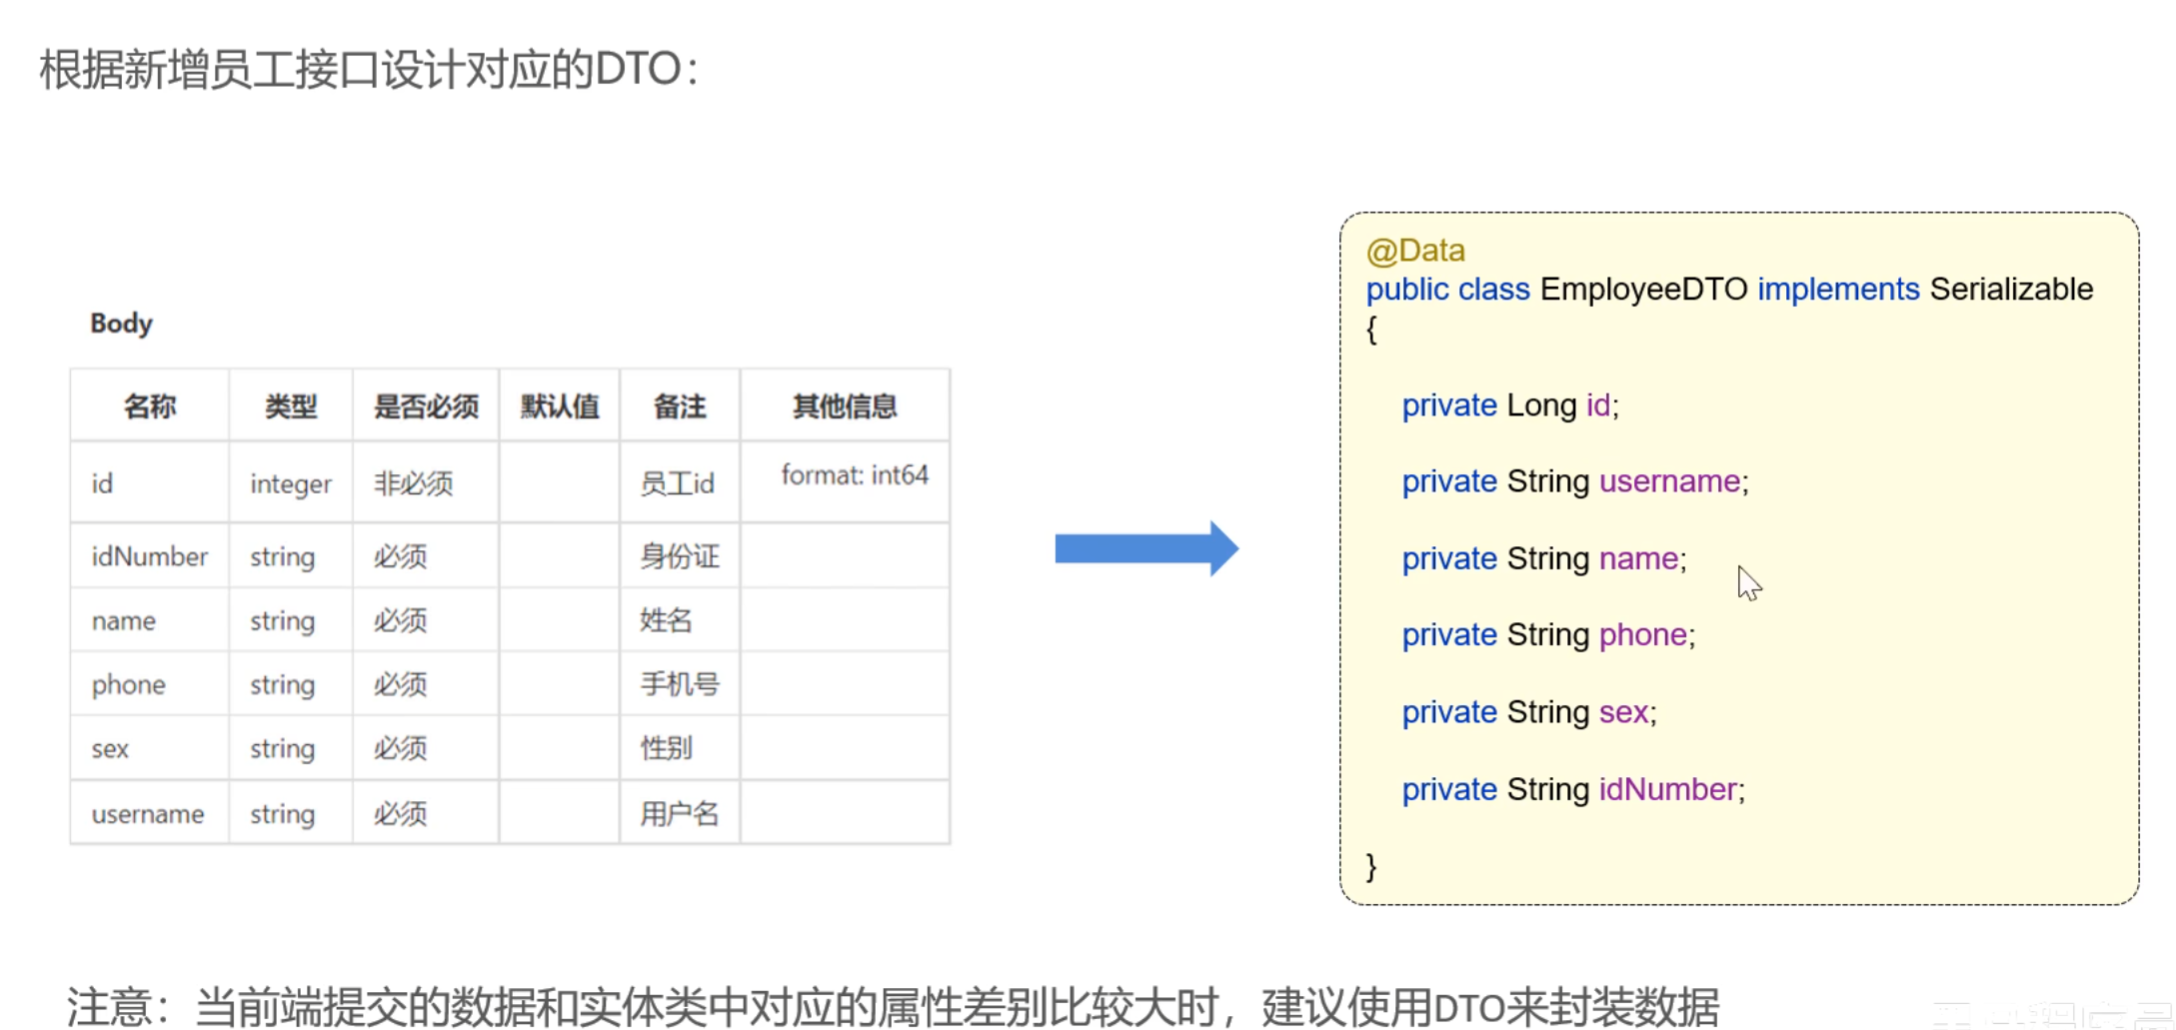 根据新增员工接口设计对应的DTO：
Body
名称 类型 是否必须 默认值 备注 其他信息
id integer 非必须 员工id format: int64
idNumber string 必须 身份证
name string 必须 姓名
phone string 必须 手机号
sex string 必须 性别
username string 必须 用户名
@Data
public class EmployeeDTO implements Serializable
{
private Long id;
private String username;
private String name;
private String phone;
private String sex;
private String idNumber;
}
注意：当前端提交的数据和实体类中对应的属性差别比较大时，建议使用DTO来封装数据